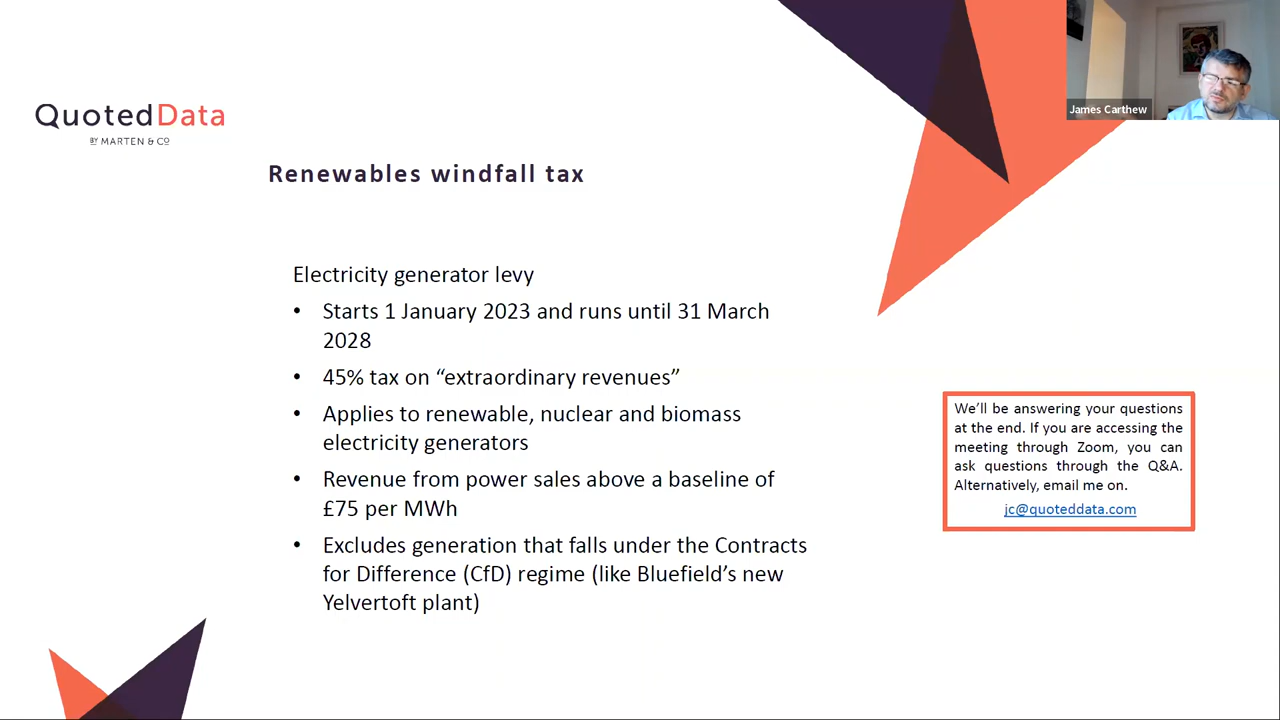 QuotedData
BY MARTEN & CO
James Carthew
Renewables windfall tax
Electricity generator levy
• Starts 1 January 2023 and runs until 31 March
2028
• 45% tax on “extraordinary revenues”
• Applies to renewable, nuclear and biomass
electricity generators
• Revenue from power sales above a baseline of
£75 per MWh
• Excludes generation that falls under the Contracts
for Difference (CfD) regime (like Bluefield’s new
Yelvertoft plant)
We’ll be answering your questions
at the end. If you are accessing the
meeting through Zoom, you can
ask questions through the Q&A.
Alternatively, email me on.
jc@quoteddata.com